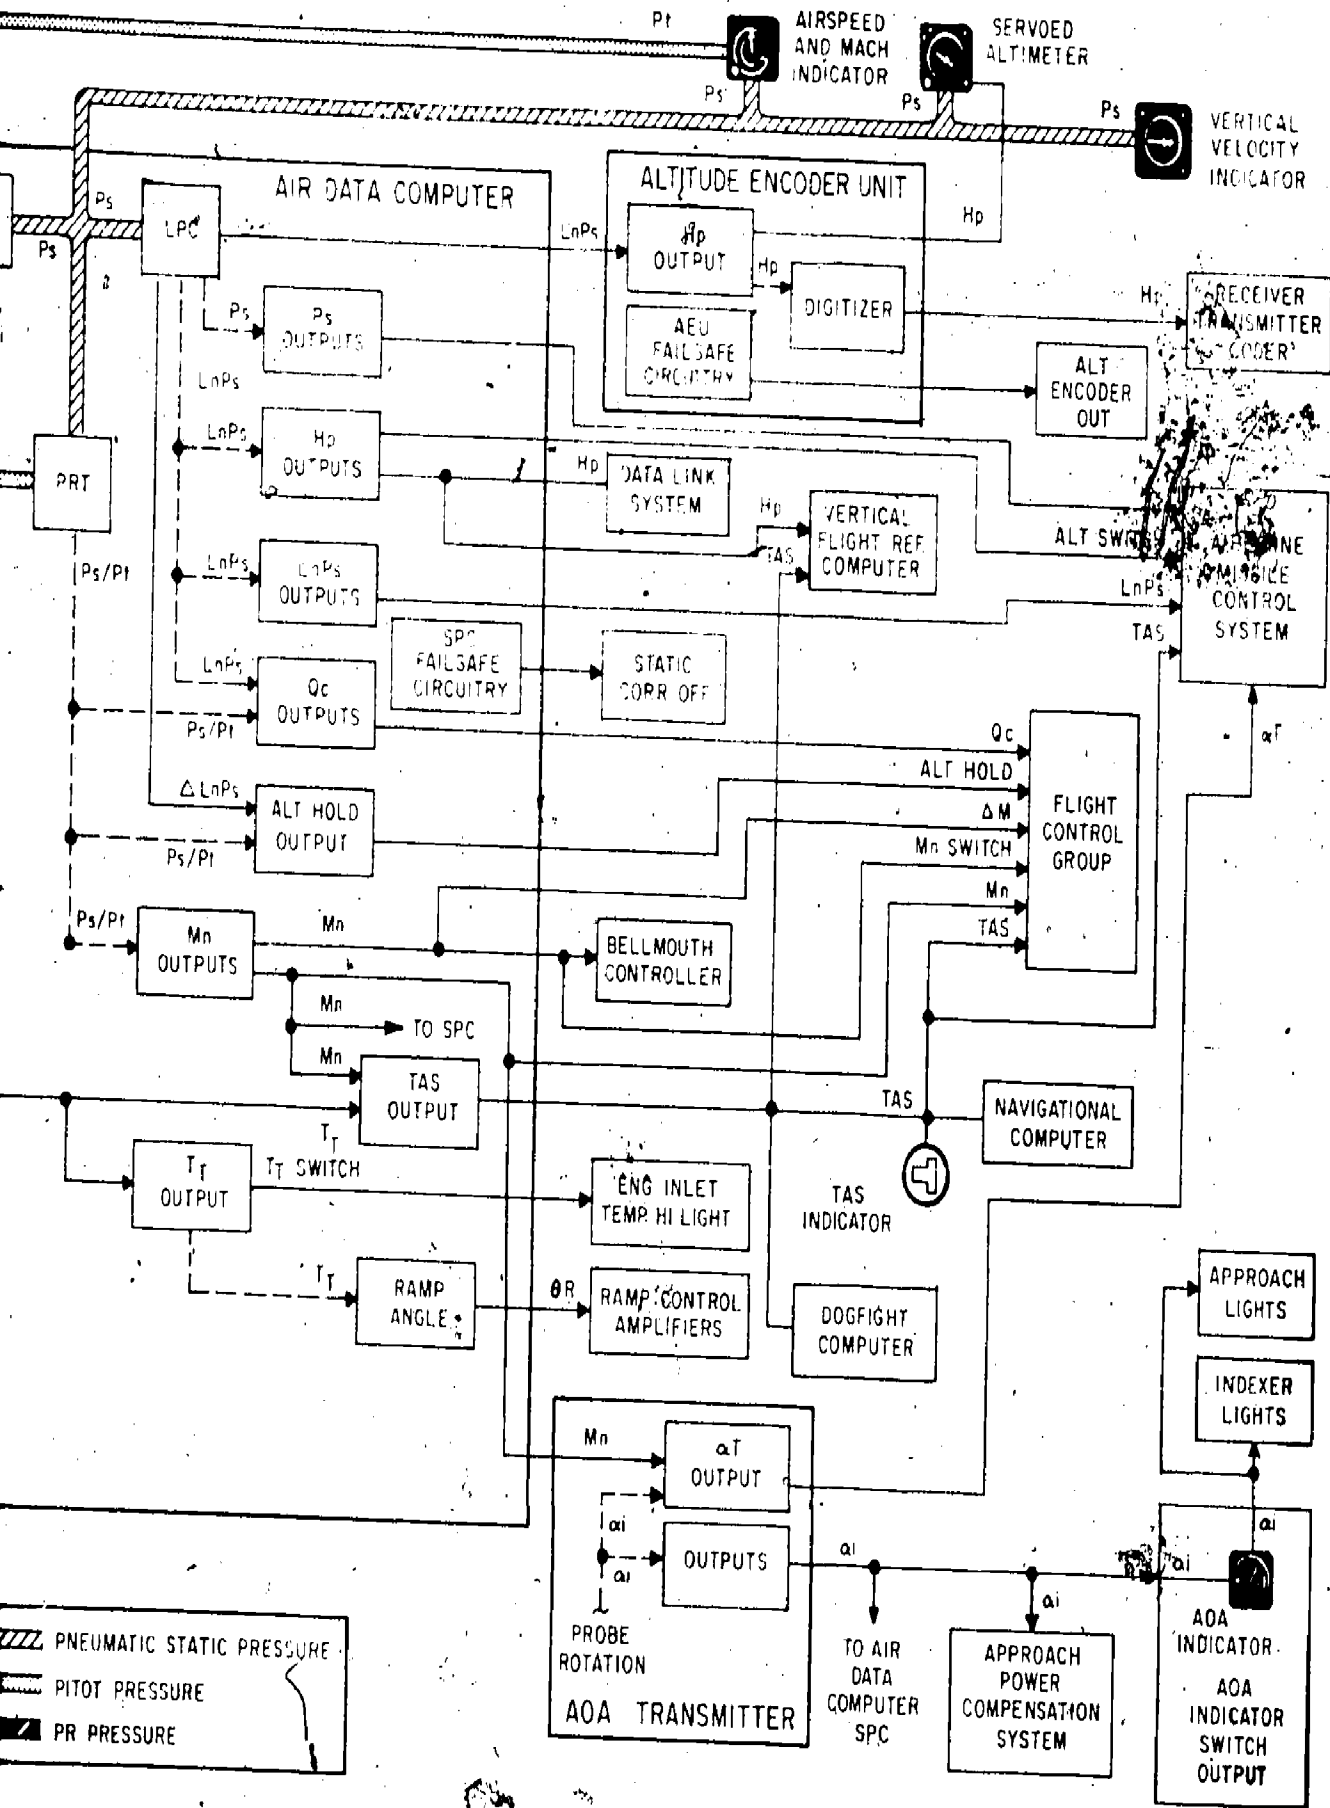 Pt
AIRSPEED
AND MACH
INDICATOR
SERVOED
ALTIMETER
Ps
Ps
Ps
VERTICAL
VELOCITY
INDICATOR
AIR DATA COMPUTER
ALTITUDE ENCODER UNIT
Ps
LPC
Ps
LnPs
Hp
OUTPUT
Hp
Hp
DIGITIZER
Hp
RECEIVER
TRANSMITTER
CODER
Ps
Ps
OUTPUTS
AEU
FAILSAFE
CIRCUITRY
ALT
ENCODER
OUT
LnPs
LnPs
Hp
OUTPUTS
Hp
DATA LINK
SYSTEM
PRT
Hp
TAS
VERTICAL
FLIGHT REF
COMPUTER
ALT SWITCH
LnPs
TAS
AIRBORNE
MISSILE
CONTROL
SYSTEM
Ps/Pt
LnPs
LnPs
OUTPUTS
SPC
FAILSAFE
CIRCUITRY
STATIC
CORR OFF
LnPs
Ps/Pt
Qc
OUTPUTS
Qc
αT
ΔLnPs
Ps/Pt
ALT HOLD
OUTPUT
ALT HOLD
ΔM
Mn SWITCH
Mn
TAS
FLIGHT
CONTROL
GROUP
Ps/Pt
Mn
OUTPUTS
Mn
BELLMOUTH
CONTROLLER
Mn
TO SPC
Mn
TAS
OUTPUT
TT
TAS
NAVIGATIONAL
COMPUTER
TT
OUTPUT
TT SWITCH
ENG INLET
TEMP HI LIGHT
TAS
INDICATOR
TT
RAMP
ANGLE
θR
RAMP CONTROL
AMPLIFIERS
DOGFIGHT
COMPUTER
APPROACH
LIGHTS
INDEXER
LIGHTS
Mn
αT
OUTPUT
αi
αi
OUTPUTS
αi
αi
αi
αi
PROBE
ROTATION
AOA TRANSMITTER
TO AIR
DATA
COMPUTER
SPC
APPROACH
POWER
COMPENSATION
SYSTEM
AOA
INDICATOR
AOA
INDICATOR
SWITCH
OUTPUT
PNEUMATIC STATIC PRESSURE
PITOT PRESSURE
PR PRESSURE